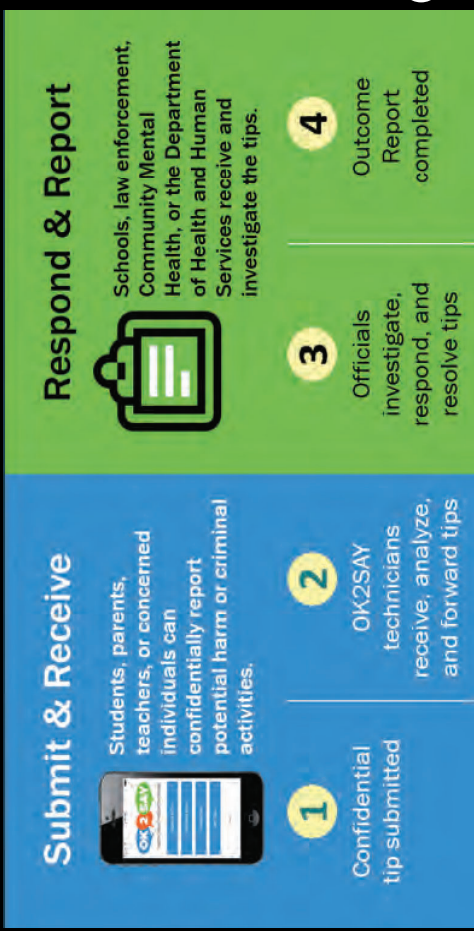 Submit & Receive
OK2SAY
Students, parents,
teachers, or concerned
individuals can
confidentially report
potential harm or criminal
activities.
1
Confidential
tip submitted
2
OK2SAY
technicians
receive, analyze,
and forward tips
Respond & Report
Schools, law enforcement,
Community Mental
Health, or the Department
of Health and Human
Services receive and
investigate the tips.
3
Officials
investigate,
respond, and
resolve tips
4
Outcome
Report
completed